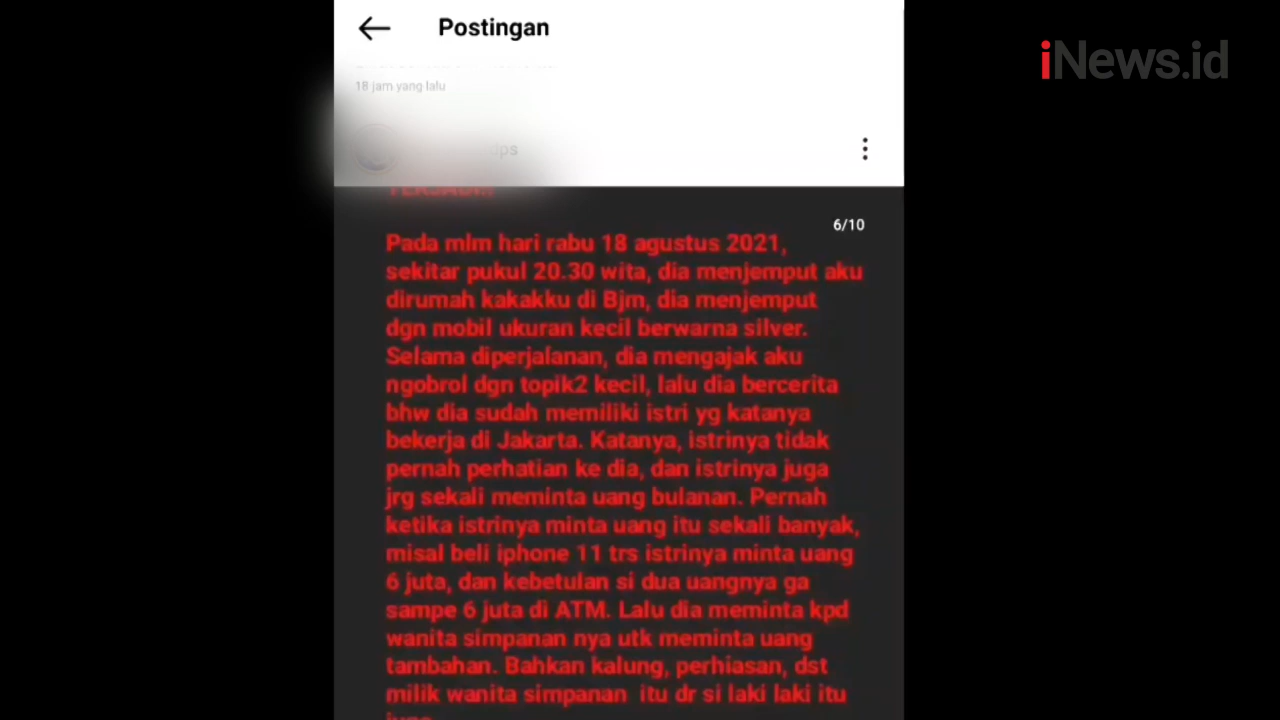 Postingan
iNews.id
18 jam yang lalu
6/10
Pada mlm hari rabu 18 agustus 2021,
sekitar pukul 20.30 wita, dia menjemput aku
dirumah kakakku di Bjm, dia menjemput
dgn mobil ukuran kecil berwarna silver.
Selama diperjalanan, dia mengajak aku
ngobrol dgn topik2 kecil, lalu dia bercerita
bhw dia sudah memiliki istri yg katanya
bekerja di Jakarta. Katanya, istrinya tidak
pernah perhatian ke dia, dan istrinya juga
jrg sekali meminta uang bulanan. Pernah
ketika istrinya minta uang itu sekali banyak,
misal beli iphone 11 trs istrinya minta uang
6 juta, dan kebetulan si dua uangnya ga
sampe 6 juta di ATM. Lalu dia meminta kpd
wanita simpanan nya utk meminta uang
tambahan. Bahkan kalung, perhiasan, dst
milik wanita simpanan itu dr si laki laki itu